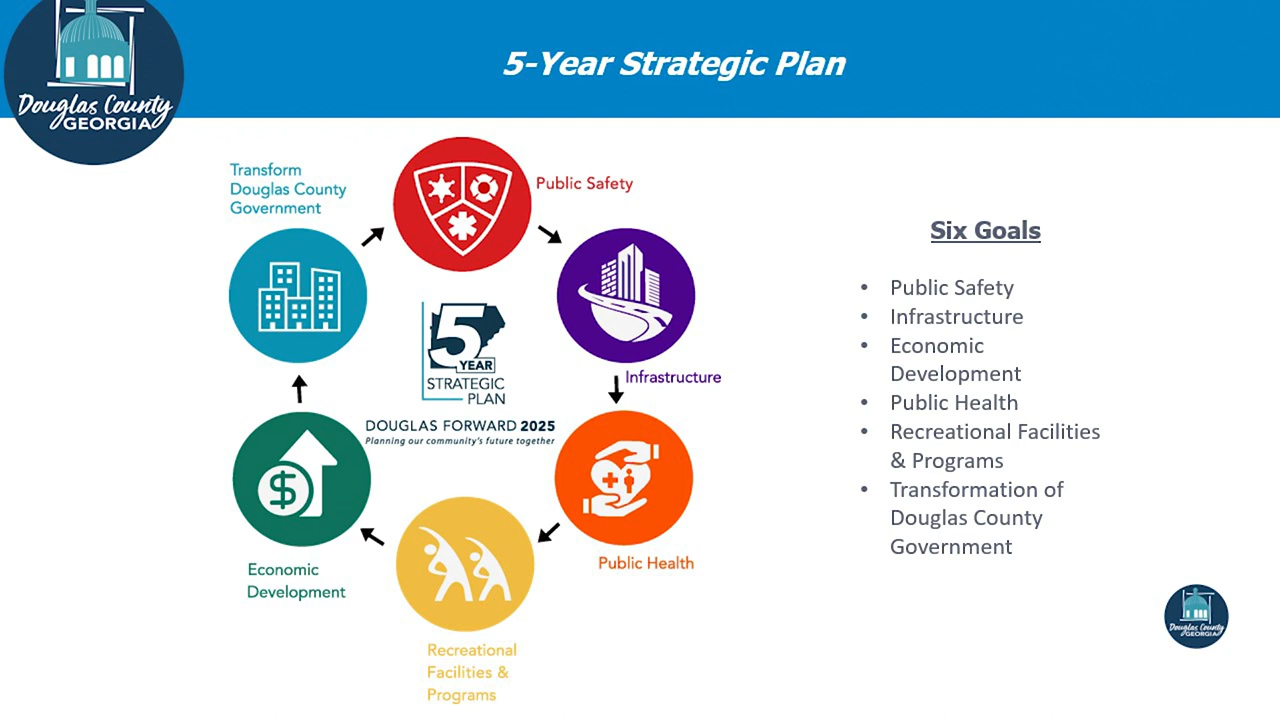 Douglas County
GEORGIA
5-Year Strategic Plan
Transform
Douglas County
Government
Public Safety
Infrastructure
Public Health
Recreational
Facilities &
Programs
Economic
Development
5
YEAR
STRATEGIC
PLAN
DOUGLAS FORWARD 2025
Planning our community's future together
Six Goals
• Public Safety
• Infrastructure
• Economic
Development
• Public Health
• Recreational Facilities
& Programs
• Transformation of
Douglas County
Government
Douglas County
GEORGIA